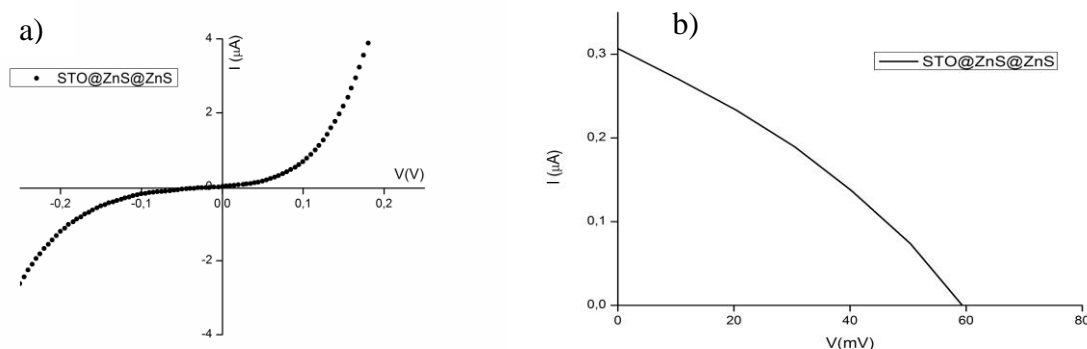 a)
I (μA)
4
STO@ZnS@ZnS
2
V(V)
0
-0,2
-0,1
0,0
0,1
0,2
-2
-4
b)
0,3
STO@ZnS@ZnS
0,2
I (μA)
0,1
0,0
0
20
40
60
80
V(mV)